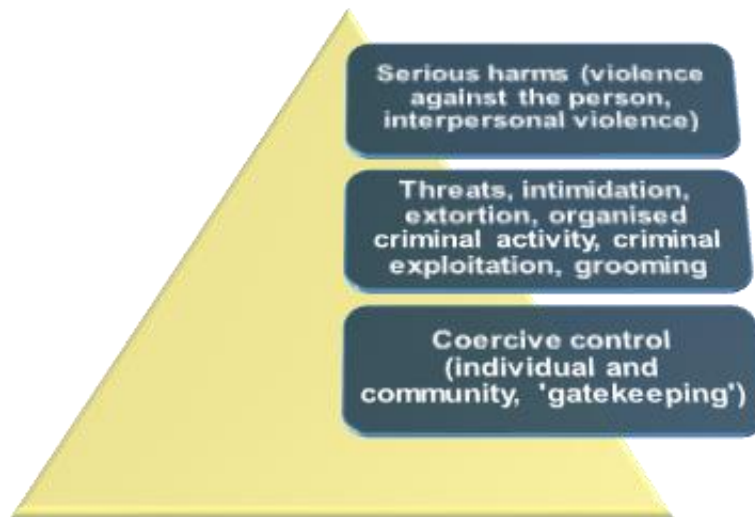 Serious harms (violence
against the person,
interpersonal violence)
Threats, intimidation,
extortion, organised
criminal activity, criminal
exploitation, grooming
Coercive control
(individual and
community, 'gatekeeping')